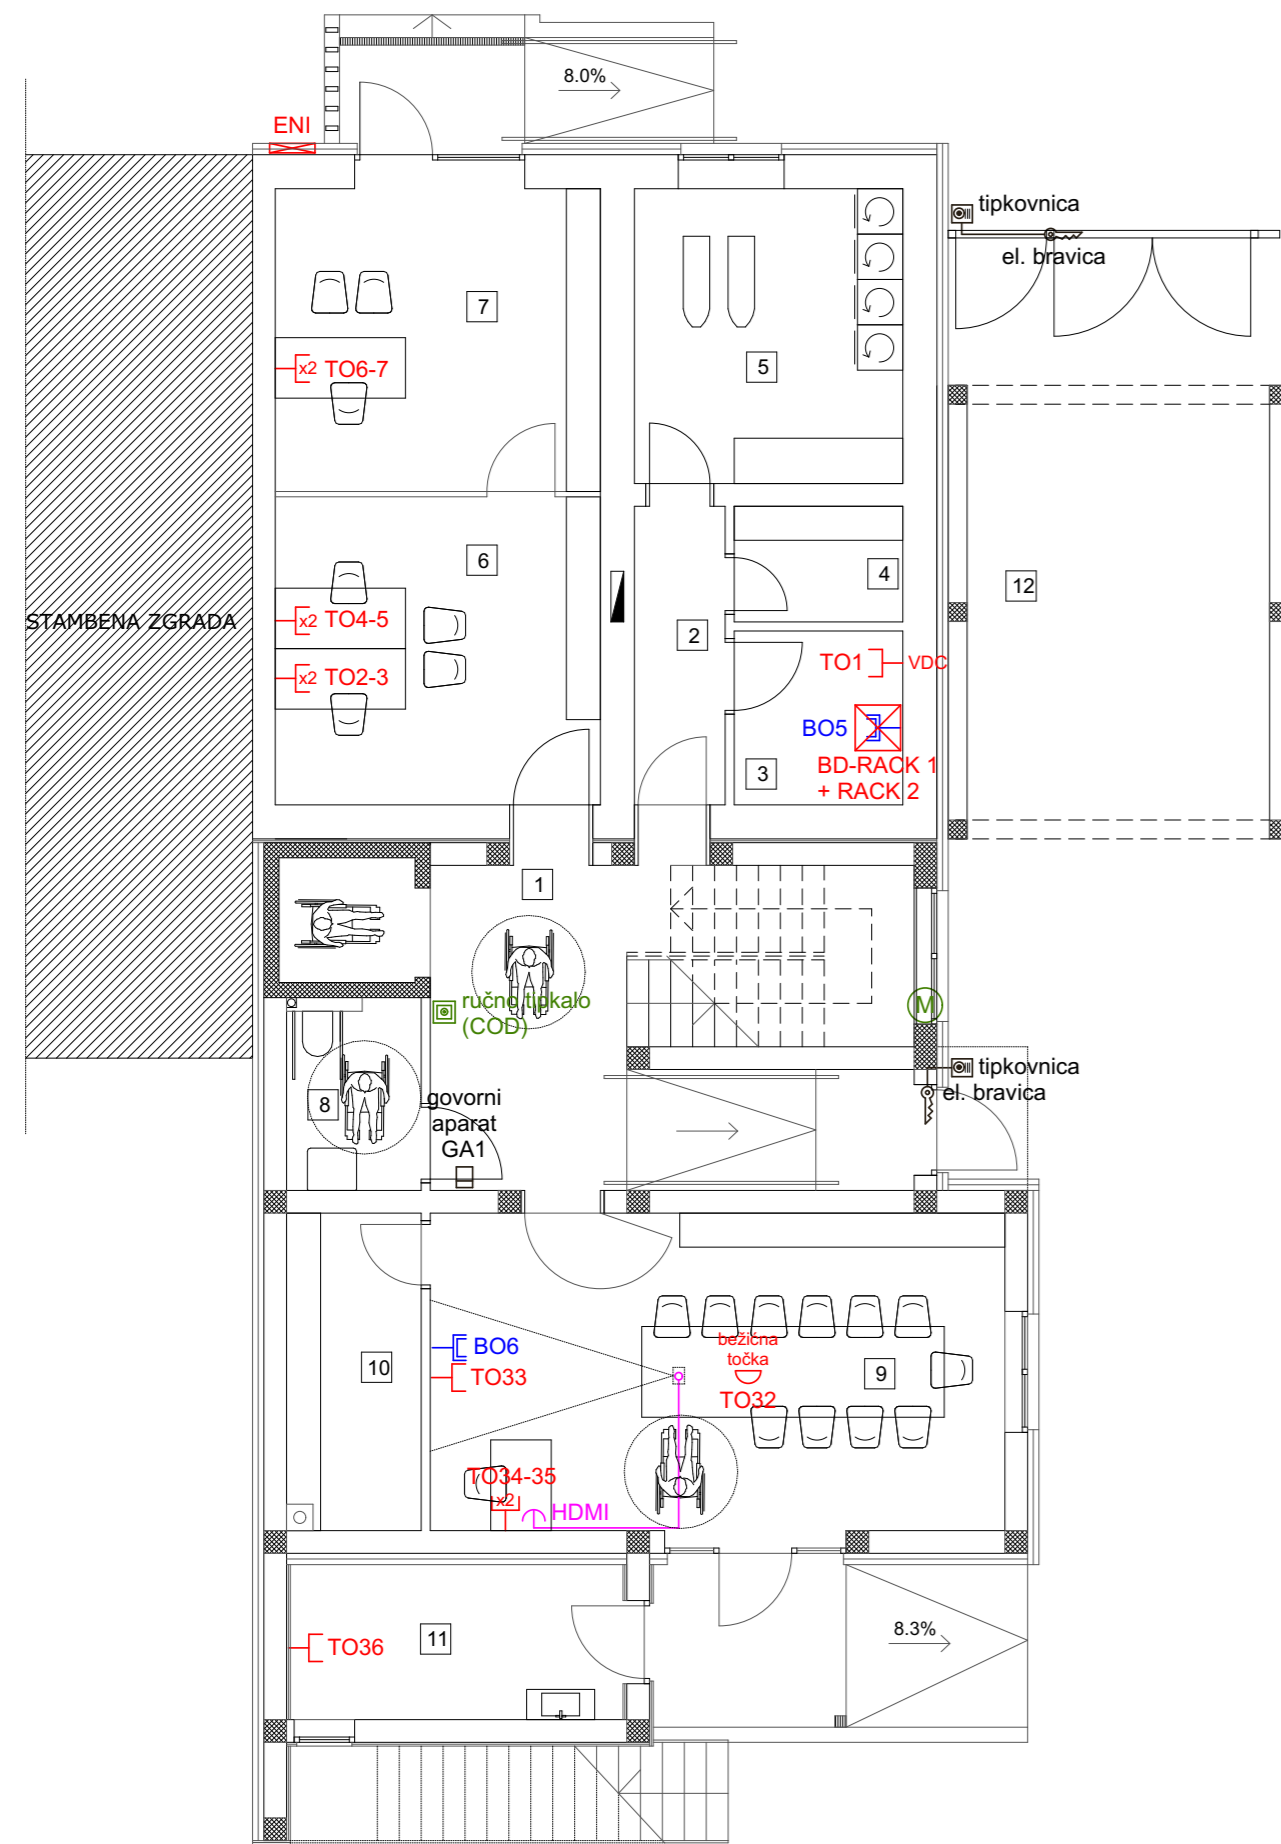 8.0%
ENI
tipkovnica
el. bravica
7
5
x2 TO6-7
6
4
12
STAMBENA ZGRADA
x2 TO4-5
2
x2 TO2-3
TO1
VDC
BO5
3
BD-RACK 1
+ RACK 2
1
ručno tipkalo
(COD)
M
tipkovnica
el. bravica
8
govorni
aparat
GA1
BO6
bežična
točka
10
TO33
9
TO32
TO34-35
x2
HDMI
11
TO36
8.3%